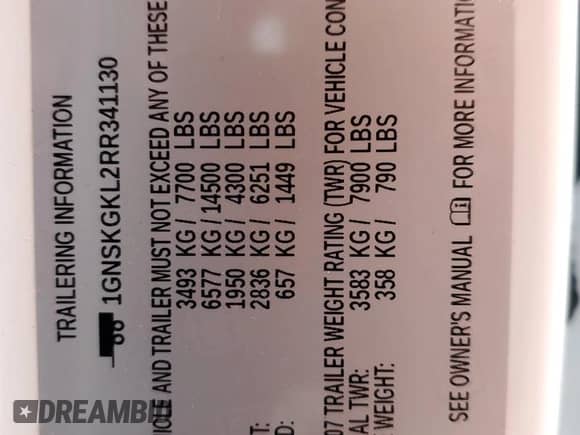 TRAILERING INFORMATION
1GNSKGKL2RR341130
AND TRAILER MUST NOT EXCEED ANY OF THESE
3493 KG / 7700 LBS
6577 KG / 14500 LBS
1950 KG / 4300 LBS
2836 KG / 6251 LBS
657 KG / 1449 LBS
07 TRAILER WEIGHT RATING (TWR) FOR VEHICLE CON
AL TWR: 3583 KG / 7900 LBS
WEIGHT: 358 KG / 790 LBS
SEE OWNER'S MANUAL FOR MORE INFORMATI
DREAMBI